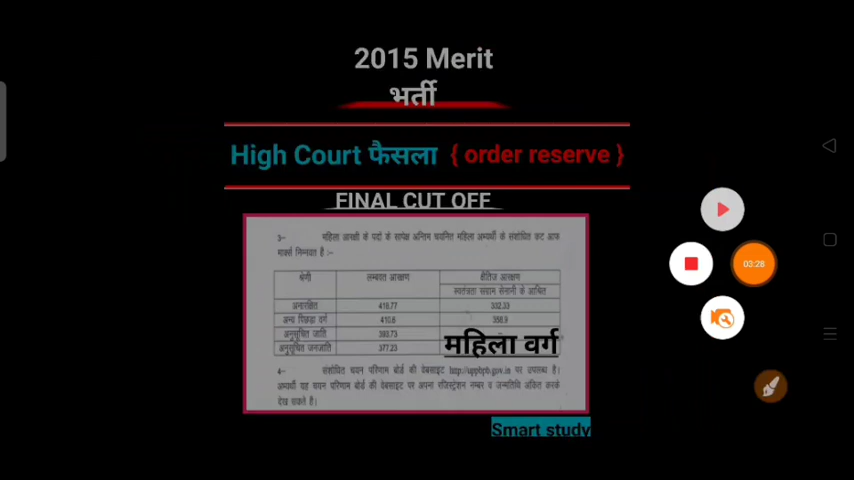 2015 Merit
भर्ती
High Court फैसला { order reserve }
FINAL CUT OFF
3- महिला आरक्षी के पदों के सापेक्ष अन्तिम चयनित महिला अभ्यर्थी के संशोधित कट आफ
मार्क्स निम्नवत है :-
श्रेणी लम्बवत आरक्षण क्षैतिज आरक्षण
स्वतंत्रता संग्राम सेनानी के आश्रित
अनारक्षित 418.77 332.33
अन्य पिछड़ा वर्ग 410.6 358.9
अनुसूचित जाति 393.73
अनुसूचित जनजाति 377.23
महिला वर्ग
4- संशोधित चयन परिणाम बोर्ड की वेबसाइट http://uppbpb.gov.in पर उपलब्ध है।
अभ्यर्थी यह चयन परिणाम बोर्ड की वेबसाइट पर अपना रजिस्ट्रेशन नम्बर व जन्मतिथि अंकित करके
देख सकते है।
Smart study
03:28